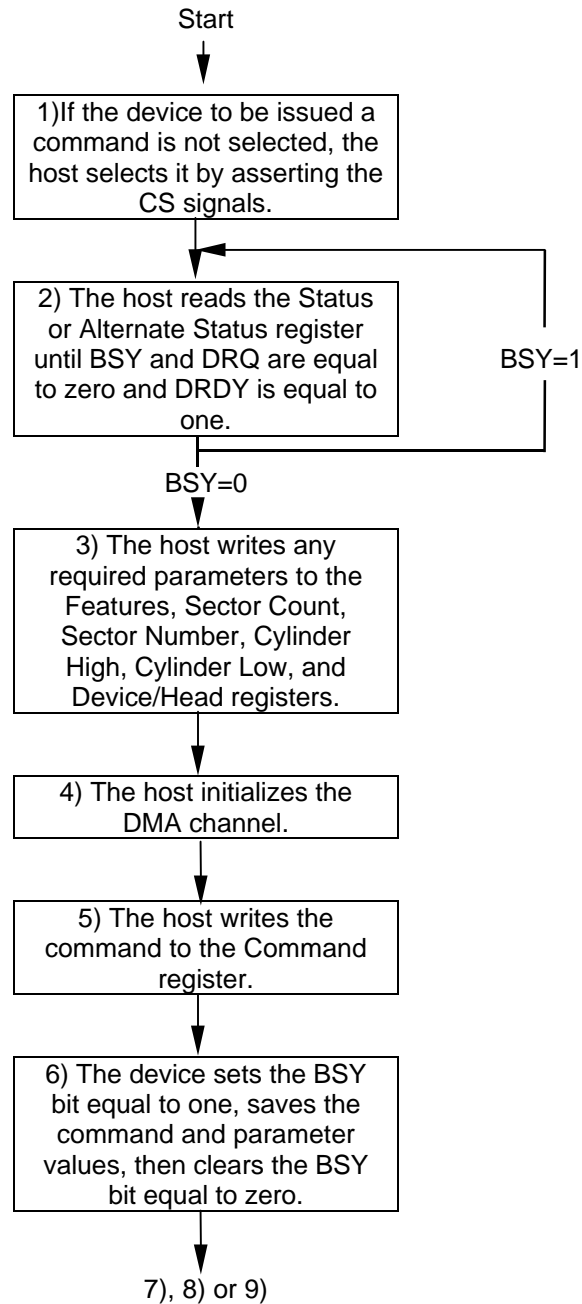 Start
1)If the device to be issued a
command is not selected, the
host selects it by asserting the
CS signals.
2) The host reads the Status
or Alternate Status register
until BSY and DRQ are equal
to zero and DRDY is equal to
one.
BSY=1
BSY=0
3) The host writes any
required parameters to the
Features, Sector Count,
Sector Number, Cylinder
High, Cylinder Low, and
Device/Head registers.
4) The host initializes the
DMA channel.
5) The host writes the
command to the Command
register.
6) The device sets the BSY
bit equal to one, saves the
command and parameter
values, then clears the BSY
bit equal to zero.
7), 8) or 9)